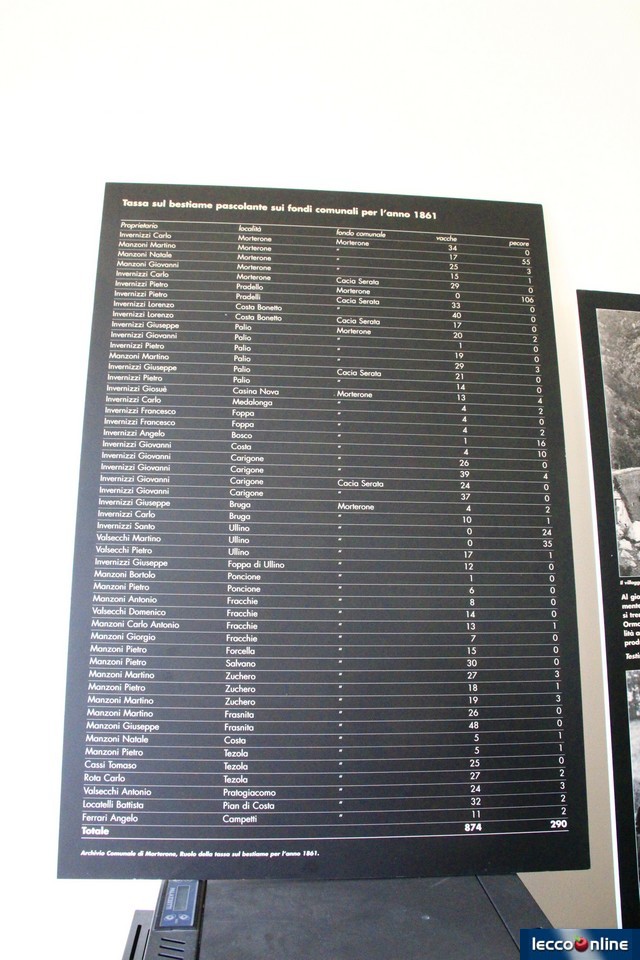 Tassa sul bestiame pascolante sui fondi comunali per l'anno 1861
Proprietario località fondo comunale vacche pecore
Invernizzi Carlo Morterone Morterone 34 0
Manzoni Martino Morterone " 17 55
Manzoni Natale Morterone " 25 3
Manzoni Giovanni Morterone " 15 1
Invernizzi Carlo Morterone Cacia Serata 29 0
Invernizzi Pietro Pradello Morterone 0 106
Invernizzi Pietro Pradelli Cacia Serata 33 0
Invernizzi Lorenzo Costa Bonetto " 40 0
Invernizzi Lorenzo Costa Bonetto Cacia Serata 17 0
Invernizzi Giuseppe Palio Morterone 20 2
Invernizzi Giovanni Palio " 1 0
Invernizzi Pietro Palio " 19 0
Manzoni Martino Palio " 29 3
Invernizzi Giuseppe Palio Cacia Serata 21 0
Invernizzi Pietro Palio " 14 0
Invernizzi Giosuè Casina Nova Morterone 13 4
Invernizzi Carlo Medalonga " 4 2
Invernizzi Francesco Foppa " 4 0
Invernizzi Francesco Foppa " 4 2
Invernizzi Angelo Bosco " 1 16
Invernizzi Giovanni Costa " 4 10
Invernizzi Giovanni Carigone " 26 0
Invernizzi Giovanni Carigone " 39 4
Invernizzi Giovanni Carigone Cacia Serata 24 0
Invernizzi Giovanni Carigone " 37 0
Invernizzi Giuseppe Bruga Morterone 4 2
Invernizzi Carlo Bruga " 10 1
Invernizzi Santo Ullino " 0 24
Valsecchi Martino Ullino " 0 35
Valsecchi Pietro Ullino " 17 1
Invernizzi Giuseppe Foppa di Ullino " 12 0
Manzoni Bortolo Poncione " 1 0
Manzoni Pietro Poncione " 6 0
Manzoni Antonio Fracchie " 8 0
Valsecchi Domenico Fracchie " 14 0
Manzoni Carlo Antonio Fracchie " 13 1
Manzoni Giorgio Fracchie " 7 0
Manzoni Pietro Forcella " 15 0
Manzoni Pietro Salvano " 30 0
Manzoni Martino Zuchero " 27 3
Manzoni Pietro Zuchero " 18 1
Manzoni Martino Zuchero " 19 3
Manzoni Martino Frasnita " 26 0
Manzoni Giuseppe Frasnita " 48 0
Manzoni Natale Costa " 5 1
Manzoni Pietro Tezola " 5 1
Cassi Tomaso Tezola " 25 0
Rota Carlo Tezola " 27 2
Valsecchi Antonio Pratogiacomo " 24 3
Locatelli Battista Pian di Costa " 32 2
Ferrari Angelo Campetti " 11 2
Totale 874 290
Archivio Comunale di Morterone, Ruolo della tassa sul bestiame per l'anno 1861.
Il
Al
si
lecco online